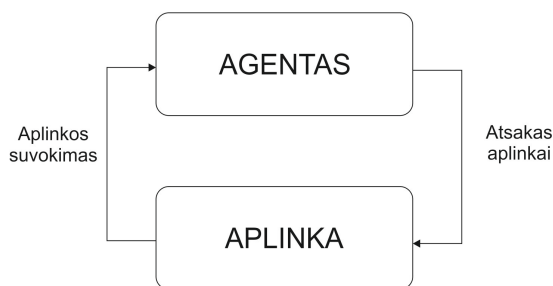 AGENTAS
Aplinkos
suvokimas
Atsakas
aplinkai
APLINKA